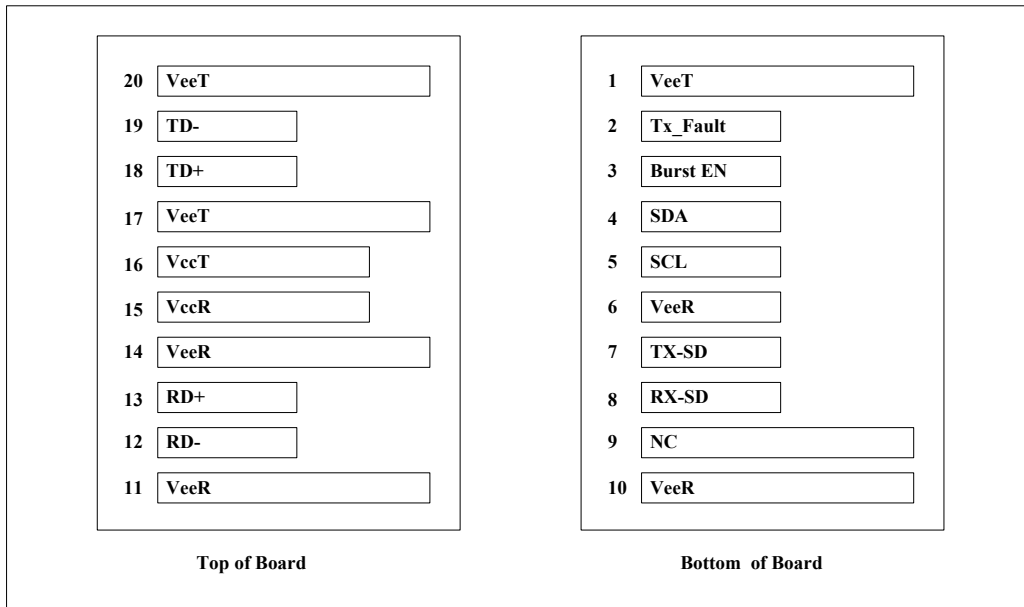 20 VeeT
19 TD-
18 TD+
17 VeeT
16 VccT
15 VccR
14 VeeR
13 RD+
12 RD-
11 VeeR
Top of Board
1 VeeT
2 Tx_Fault
3 Burst EN
4 SDA
5 SCL
6 VeeR
7 TX-SD
8 RX-SD
9 NC
10 VeeR
Bottom of Board